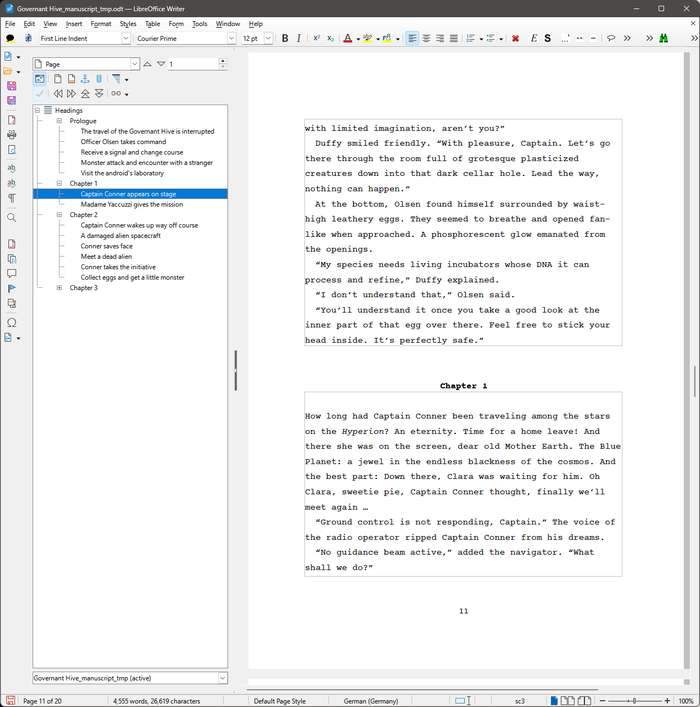 Governant Hive_manuscript_tmp.odt — LibreOffice Writer
File Edit View Insert Format Styles Table Form Tools Window Help
First Line Indent Courier Prime 12 pt B I X² X₂ A
Page 1
Headings
Prologue
The travel of the Governant Hive is interrupted
Officer Olsen takes command
Receive a signal and change course
Monster attack and encounter with a stranger
Visit the android's laboratory
Chapter 1
Captain Conner appears on stage
Madame Yaccuzzi gives the mission
Chapter 2
Captain Conner wakes up way off course
A damaged alien spacecraft
Conner saves face
Meet a dead alien
Conner takes the initiative
Collect eggs and get a little monster
Chapter 3
Governant Hive_manuscript_tmp (active)
with limited imagination, aren’t you?”
Duffy smiled friendly. “With pleasure, Captain. Let’s go
there through the room full of grotesque plasticized
creatures down into that dark cellar hole. Lead the way,
nothing can happen.”
At the bottom, Olsen found himself surrounded by waist-
high leathery eggs. They seemed to breathe and opened fan-
like when approached. A phosphorescent glow emanated from
the openings.
“My species needs living incubators whose DNA it can
process and refine,” Duffy explained.
“I don’t understand that,” Olsen said.
“You’ll understand it once you take a good look at the
inner part of that egg over there. Feel free to stick your
head inside. It’s perfectly safe.”
Chapter 1
How long had Captain Conner been traveling among the stars
on the Hyperion? An eternity. Time for a home leave! And
there she was on the screen, dear old Mother Earth. The Blue
Planet: a jewel in the endless blackness of the cosmos. And
the best part: Down there, Clara was waiting for him. Oh
Clara, sweetie pie, Captain Conner thought, finally we’ll
meet again …
“Ground control is not responding, Captain.” The voice of
the radio operator ripped Captain Conner from his dreams.
“No guidance beam active,” added the navigator. “What
shall we do?”
11
Page 11 of 20 4,555 words, 26,619 characters Default Page Style German (Germany) sc3 100%